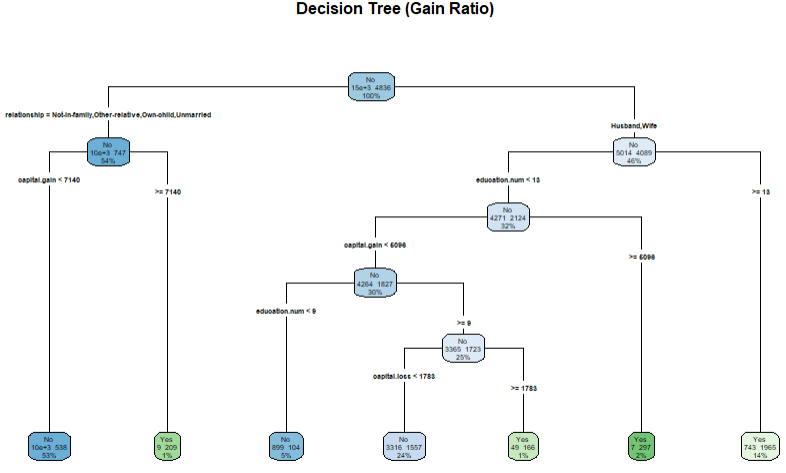 Decision Tree (Gain Ratio)
No
15e+3 4836
100%
relationship = Not-in-family,Other-relative,Own-child,Unmarried
Husband,Wife
No
10e+3 747
54%
No
5014 4089
46%
capital.gain < 7140
>= 7140
education.num < 13
>= 13
No
4271 2124
32%
capital.gain < 5096
>= 5096
No
4264 1827
30%
education.num < 9
>= 9
No
3365 1723
25%
capital.loss < 1783
>= 1783
No
10e+3 538
53%
Yes
9 209
1%
No
899 104
5%
No
3316 1557
24%
Yes
49 166
1%
Yes
7 297
2%
Yes
743 1965
14%